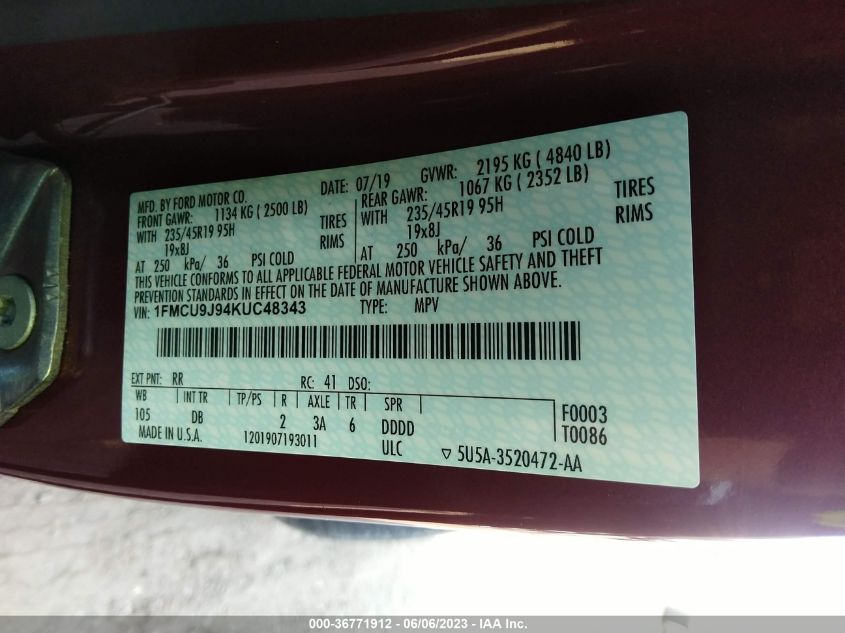 MFD. BY FORD MOTOR CO.
DATE: 07/19 GVWR: 2195 KG ( 4840 LB)
FRONT GAWR: 1134 KG ( 2500 LB)
WITH 235/45R19 95H TIRES
19x8J RIMS
AT 250 kPa/ 36 PSI COLD
REAR GAWR: 1067 KG ( 2352 LB)
WITH 235/45R19 95H TIRES
19x8J RIMS
AT 250 kPa/ 36 PSI COLD
THIS VEHICLE CONFORMS TO ALL APPLICABLE FEDERAL MOTOR VEHICLE SAFETY AND THEFT
PREVENTION STANDARDS IN EFFECT ON THE DATE OF MANUFACTURE SHOWN ABOVE.
VIN: 1FMCU9J94KUC48343 TYPE: MPV
EXT PNT: RR RC: 41 DSO:
WB INT TR TP/PS R AXLE TR SPR
105 DB 2 3A 6 DDDD
F0003
T0086
MADE IN U.S.A. 1201907193011 ULC
5U5A-3520472-AA
000-36771912 - 06/06/2023 - IAA Inc.